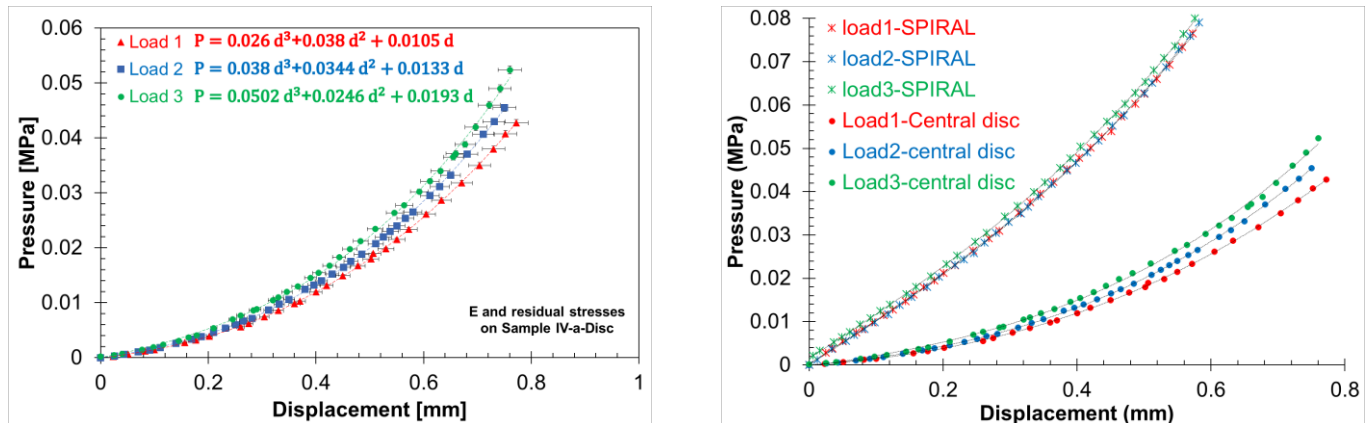 0.06
0.05
0.04
0.03
0.02
0.01
0
Pressure [MPa]
Load 1 P = 0.026 d³+0.038 d² + 0.0105 d
Load 2 P = 0.038 d³+0.0344 d² + 0.0133 d
Load 3 P = 0.0502 d³+0.0246 d² + 0.0193 d
E and residual stresses
on Sample IV-a-Disc
0 0.2 0.4 0.6 0.8 1
Displacement [mm]
0.08
0.07
0.06
0.05
0.04
0.03
0.02
0.01
0
Pressure (MPa)
load1-SPIRAL
load2-SPIRAL
load3-SPIRAL
Load1-Central disc
Load2-central disc
Load3-central disc
0 0.2 0.4 0.6 0.8
Displacement (mm)